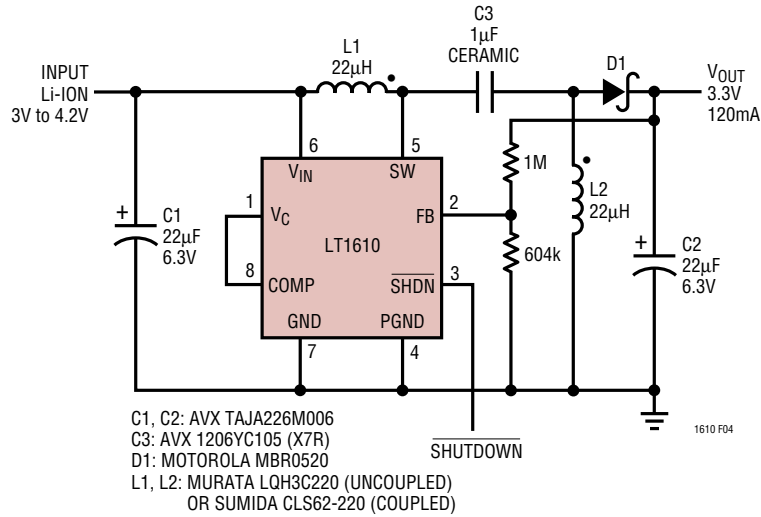 C3
1µF
CERAMIC
L1
22µH
D1
INPUT
Li-ION
3V to 4.2V
VOUT
3.3V
120mA
6
5
VIN
SW
1M
L2
22µH
1
VC
2
FB
C1
22µF
6.3V
+
LT1610
604k
+
C2
22µF
6.3V
8
COMP
3
SHDN
GND
PGND
7
4
SHUTDOWN
1610 F04
C1, C2: AVX TAJA226M006
C3: AVX 1206YC105 (X7R)
D1: MOTOROLA MBR0520
L1, L2: MURATA LQH3C220 (UNCOUPLED)
OR SUMIDA CLS62-220 (COUPLED)